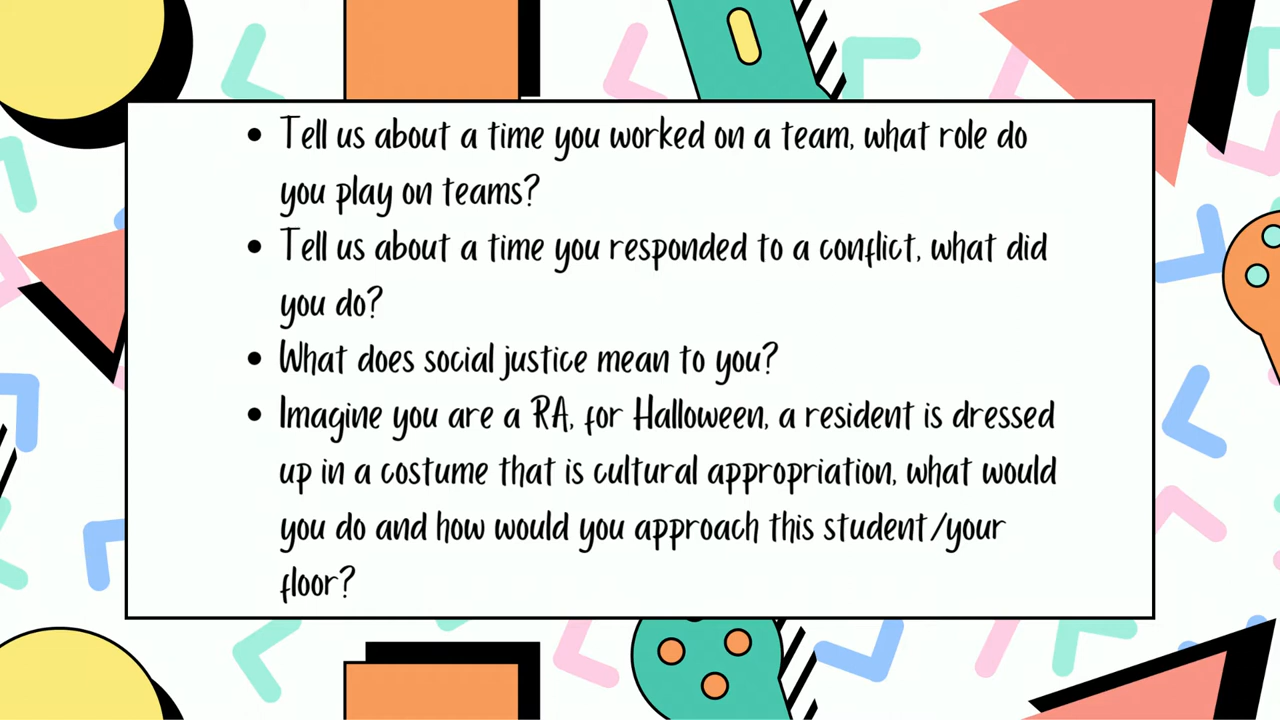 • Tell us about a time you worked on a team, what role do
you play on teams?
• Tell us about a time you responded to a conflict, what did
you do?
• What does social justice mean to you?
• Imagine you are a RA, for Halloween, a resident is dressed
up in a costume that is cultural appropriation, what would
you do and how would you approach this student/your
floor?